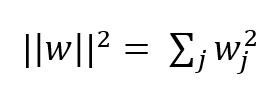 ||w||² = ∑ⱼ wⱼ²